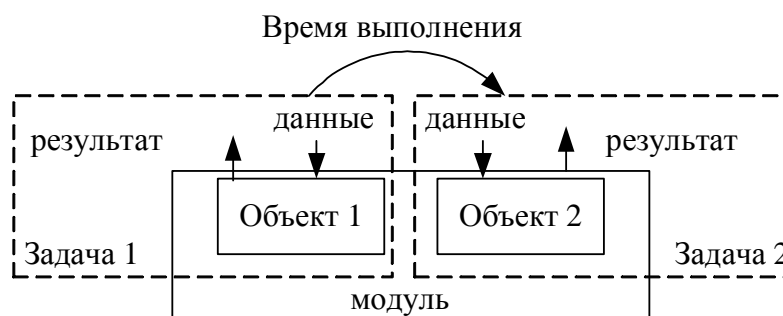 Время выполнения
данные
данные
результат
результат
Объект 1
Объект 2
Задача 1
Задача 2
модуль